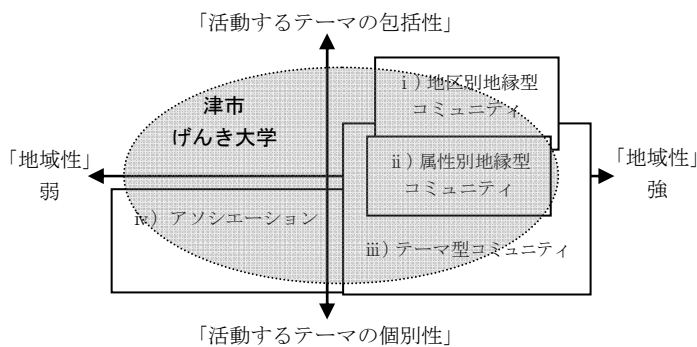 「活動するテーマの包括性」
ⅰ）地区別地縁型
コミュニティ
津市
げんき大学
「地域性」
弱
ⅱ）属性別地縁型
コミュニティ
「地域性」
強
ⅳ）アソシエーション
ⅲ）テーマ型コミュニティ
「活動するテーマの個別性」